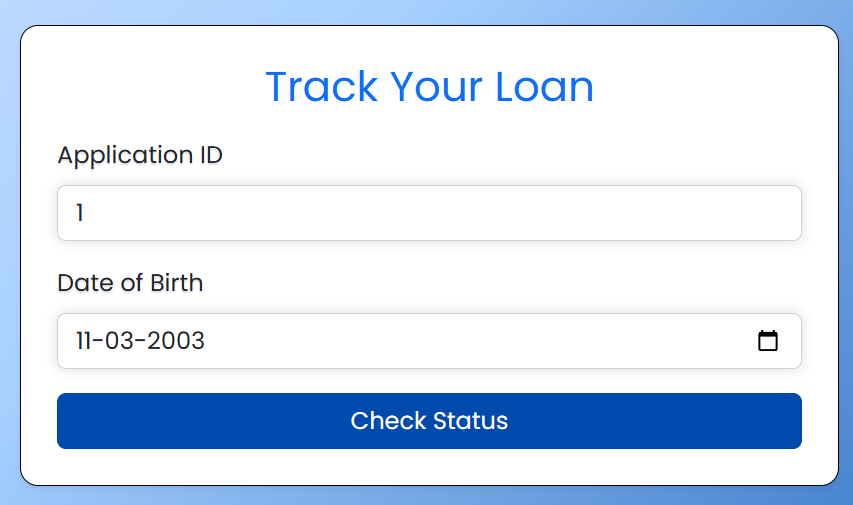 Track Your Loan
Application ID
1
Date of Birth
11-03-2003
Check Status